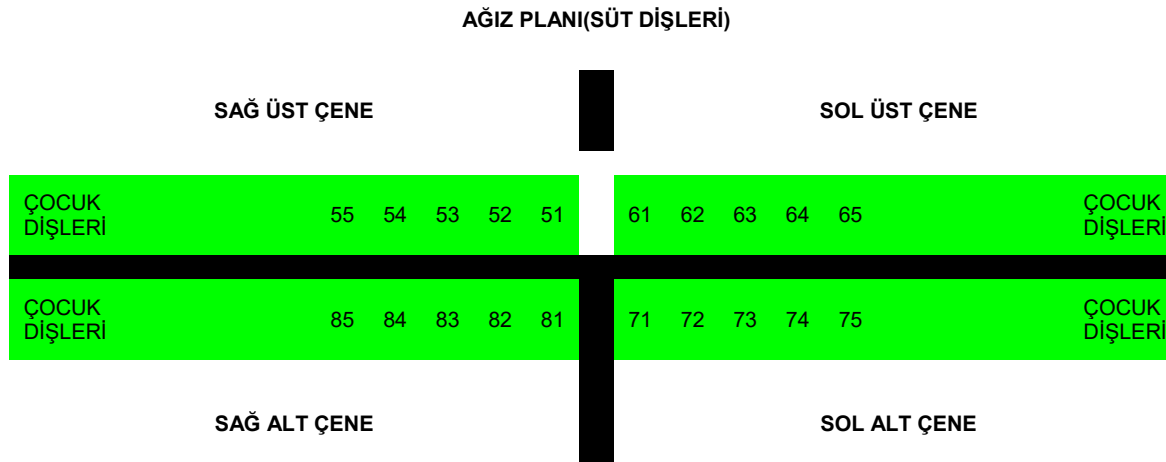 AĞIZ PLANI(SÜT DİŞLERİ)
SAĞ ÜST ÇENE
SOL ÜST ÇENE
ÇOCUK
DİŞLERİ
55 54 53 52 51
61 62 63 64 65
ÇOCUK
DİŞLERİ
ÇOCUK
DİŞLERİ
85 84 83 82 81
71 72 73 74 75
ÇOCUK
DİŞLERİ
SAĞ ALT ÇENE
SOL ALT ÇENE